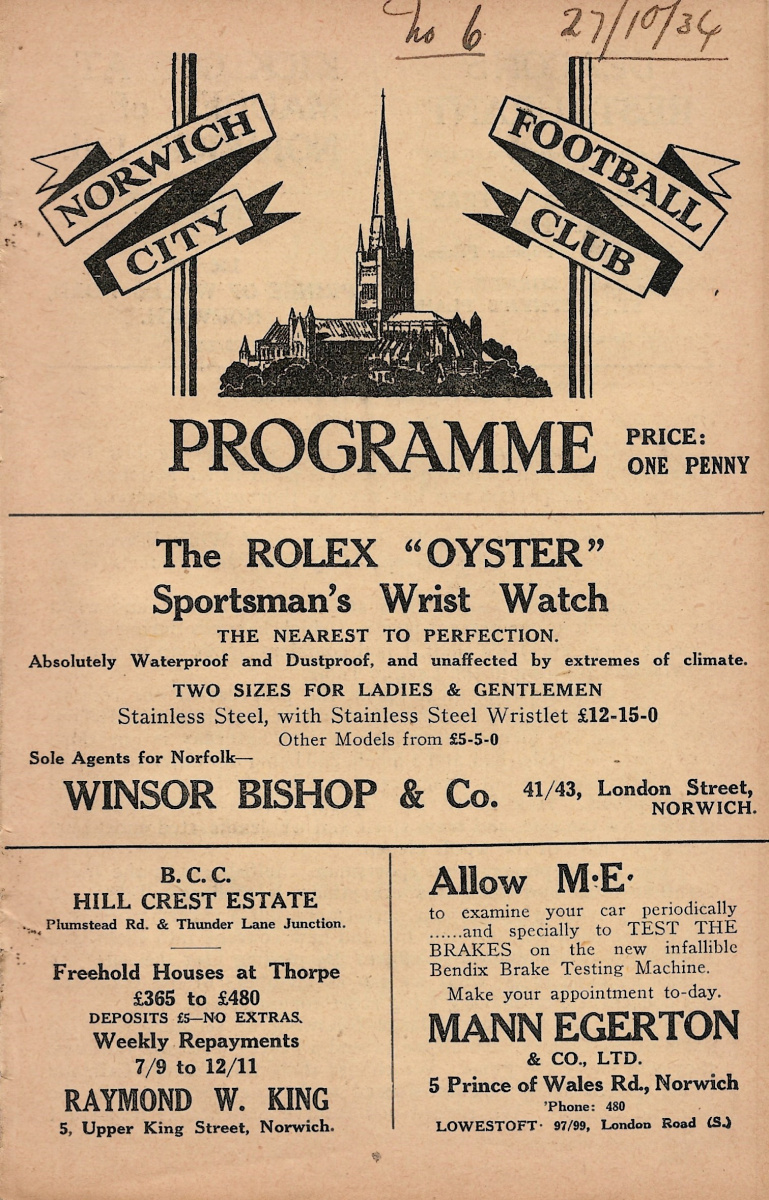 No 6 27/10/34
NORWICH
CITY
FOOTBALL
CLUB
PROGRAMME
PRICE:
ONE PENNY
The ROLEX "OYSTER"
Sportsman's Wrist Watch
THE NEAREST TO PERFECTION.
Absolutely Waterproof and Dustproof, and unaffected by extremes of climate.
TWO SIZES FOR LADIES & GENTLEMEN
Stainless Steel, with Stainless Steel Wristlet £12-15-0
Other Models from £5-5-0
Sole Agents for Norfolk—
WINSOR BISHOP & Co. 41/43, London Street,
NORWICH.
B.C.C.
HILL CREST ESTATE
Plumstead Rd. & Thunder Lane Junction.
Freehold Houses at Thorpe
£365 to £480
DEPOSITS £5—NO EXTRAS.
Weekly Repayments
7/9 to 12/11
RAYMOND W. KING
5, Upper King Street, Norwich.
Allow M·E·
to examine your car periodically
......and specially to TEST THE
BRAKES on the new infallible
Bendix Brake Testing Machine.
Make your appointment to-day.
MANN EGERTON
& CO., LTD.
5 Prince of Wales Rd., Norwich
'Phone: 480
LOWESTOFT· 97/99, London Road (S.)